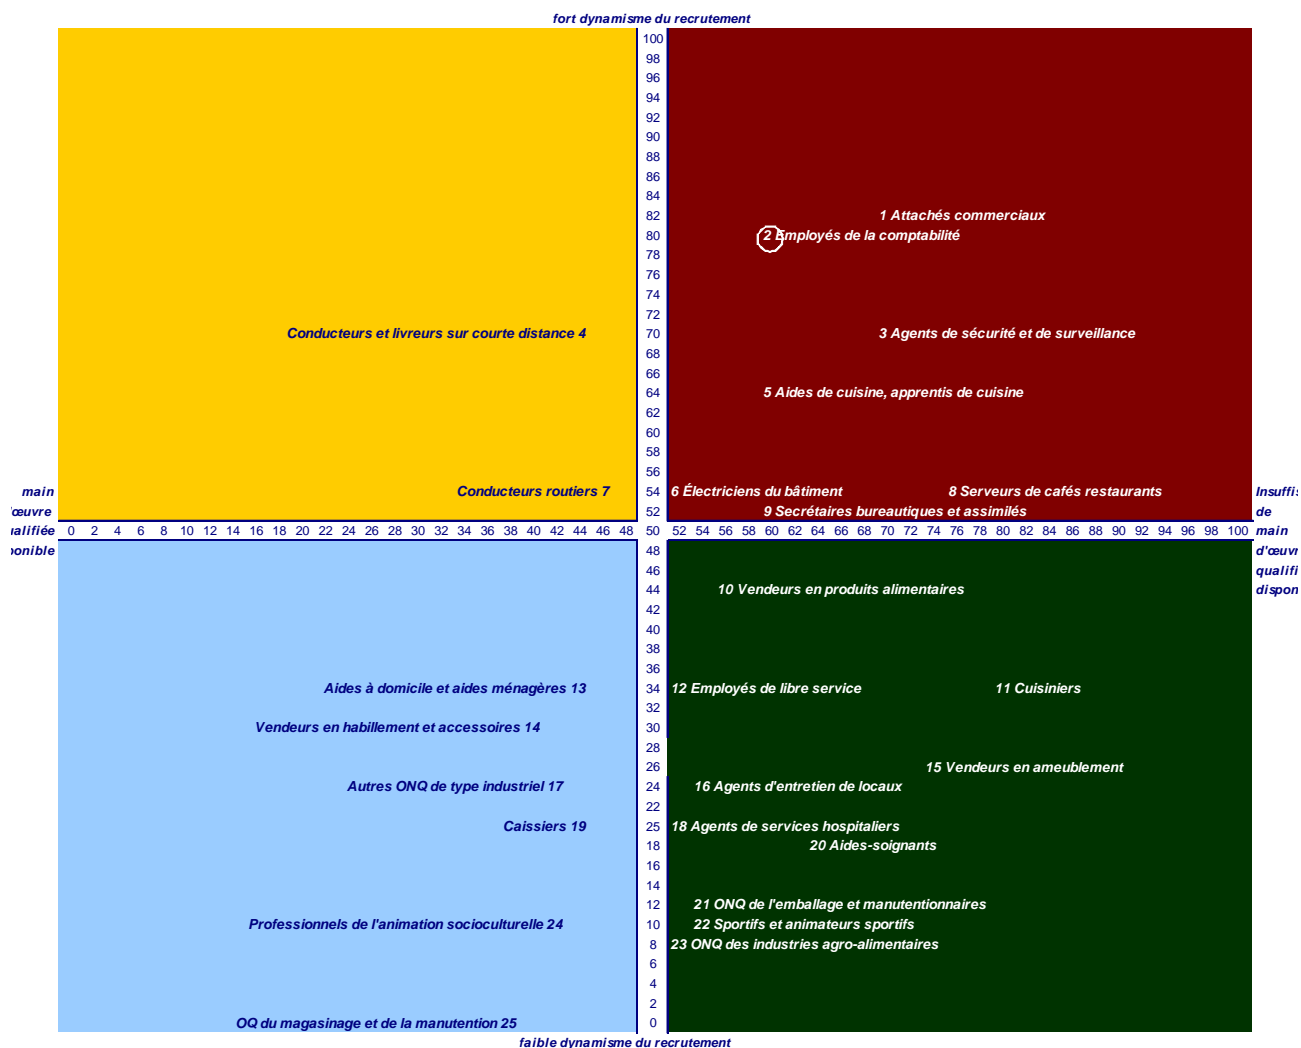 fort dynamisme du recrutement
100
98
96
94
92
90
88
86
84
82 1 Attachés commerciaux
80 2 Employés de la comptabilité
78
76
74
72
Conducteurs et livreurs sur courte distance 4 70 3 Agents de sécurité et de surveillance
68
66
64 5 Aides de cuisine, apprentis de cuisine
62
60
58
56
main Conducteurs routiers 7 54 6 Électriciens du bâtiment 8 Serveurs de cafés restaurants Insuffis
'œuvre 52 9 Secrétaires bureautiques et assimilés de
ualifiée 0 2 4 6 8 10 12 14 16 18 20 22 24 26 28 30 32 34 36 38 40 42 44 46 48 50 52 54 56 58 60 62 64 66 68 70 72 74 76 78 80 82 84 86 88 90 92 94 96 98 100 main
ponible 48 d'œuvr
46 qualifi
44 10 Vendeurs en produits alimentaires dispon
42
40
38
36
Aides à domicile et aides ménagères 13 34 12 Employés de libre service 11 Cuisiniers
32
Vendeurs en habillement et accessoires 14 30
28
26 15 Vendeurs en ameublement
Autres ONQ de type industriel 17 24 16 Agents d'entretien de locaux
22
Caissiers 19 25 18 Agents de services hospitaliers
18 20 Aides-soignants
16
14
12 21 ONQ de l'emballage et manutentionnaires
Professionnels de l'animation socioculturelle 24 10 22 Sportifs et animateurs sportifs
8 23 ONQ des industries agro-alimentaires
6
4
2
OQ du magasinage et de la manutention 25 0
faible dynamisme du recrutement